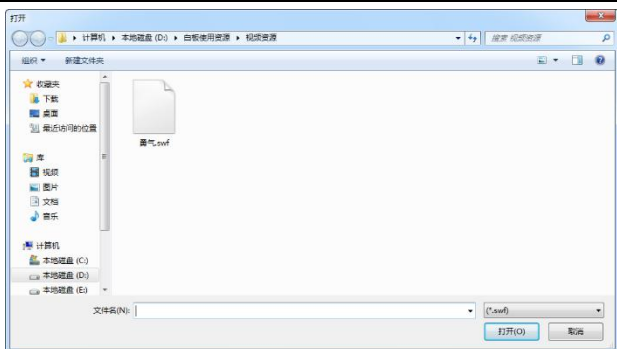 打开
计算机 本地磁盘 (D:) 白板使用资源 视频资源
搜索 视频资源
组织 新建文件夹
收藏夹
下载
桌面
最近访问的位置
库
视频
图片
文档
音乐
计算机
本地磁盘 (C:)
本地磁盘 (D:)
本地磁盘 (E:)
勇气.swf
文件名(N):
(*.swf)
打开(O) 取消